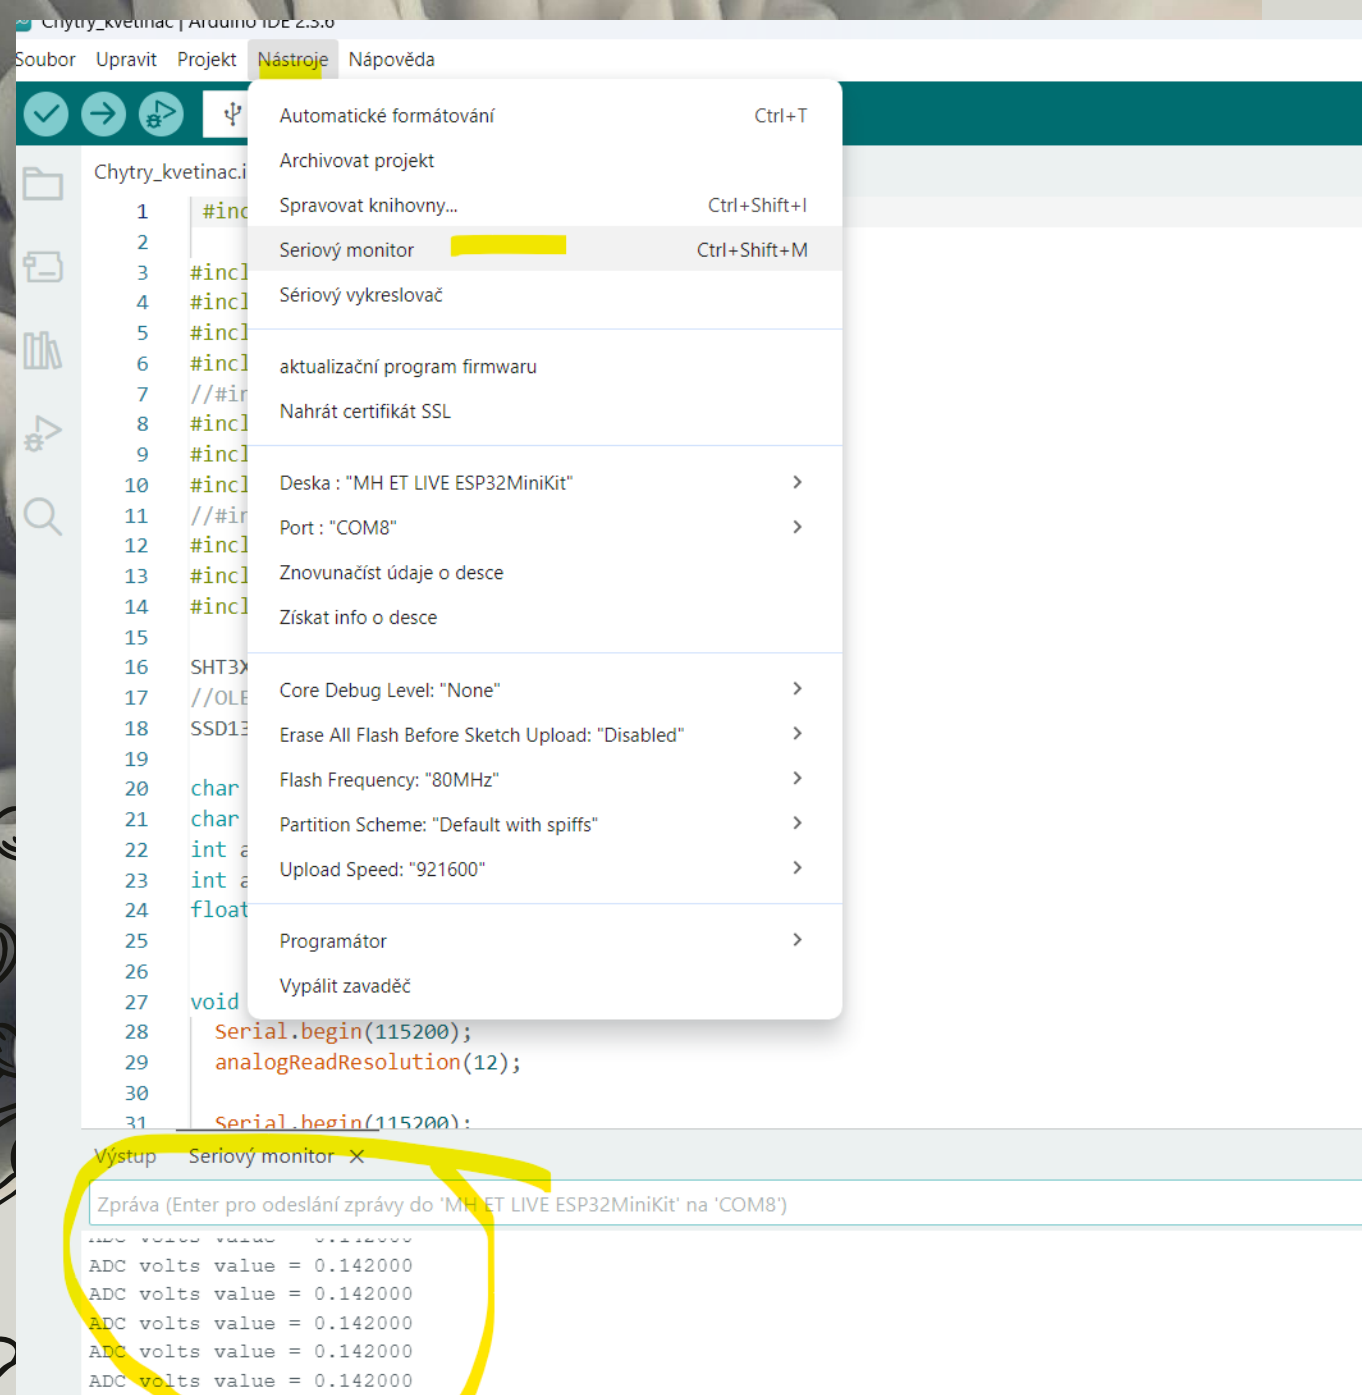 Chytry_kvetinac | Arduino IDE 2.3.6
Soubor Upravit Projekt Nástroje Nápověda
Automatické formátování Ctrl+T
Archivovat projekt
Spravovat knihovny... Ctrl+Shift+I
Seriový monitor Ctrl+Shift+M
Sériový vykreslovač
aktualizační program firmwaru
Nahrát certifikát SSL
Deska : "MH ET LIVE ESP32MiniKit"
Port : "COM8"
Znovunačíst údaje o desce
Získat info o desce
Core Debug Level: "None"
Erase All Flash Before Sketch Upload: "Disabled"
Flash Frequency: "80MHz"
Partition Scheme: "Default with spiffs"
Upload Speed: "921600"
Programátor
Vypálit zavaděč
Chytry_kvetinac.i
1 #inc
2
3 #incl
4 #incl
5 #incl
6 #incl
7 //#in
8 #incl
9 #incl
10 #incl
11 //#in
12 #incl
13 #incl
14 #incl
15
16 SHT3X
17 //OLE
18 SSD13
19
20 char
21 char
22 int a
23 int a
24 float
25
26
27 void
28 Serial.begin(115200);
29 analogReadResolution(12);
30
31 Serial.begin(115200);
Výstup Seriový monitor
Zpráva (Enter pro odeslání zprávy do 'MH ET LIVE ESP32MiniKit' na 'COM8')
ADC volts value = 0.142000
ADC volts value = 0.142000
ADC volts value = 0.142000
ADC volts value = 0.142000
ADC volts value = 0.142000
ADC volts value = 0.142000